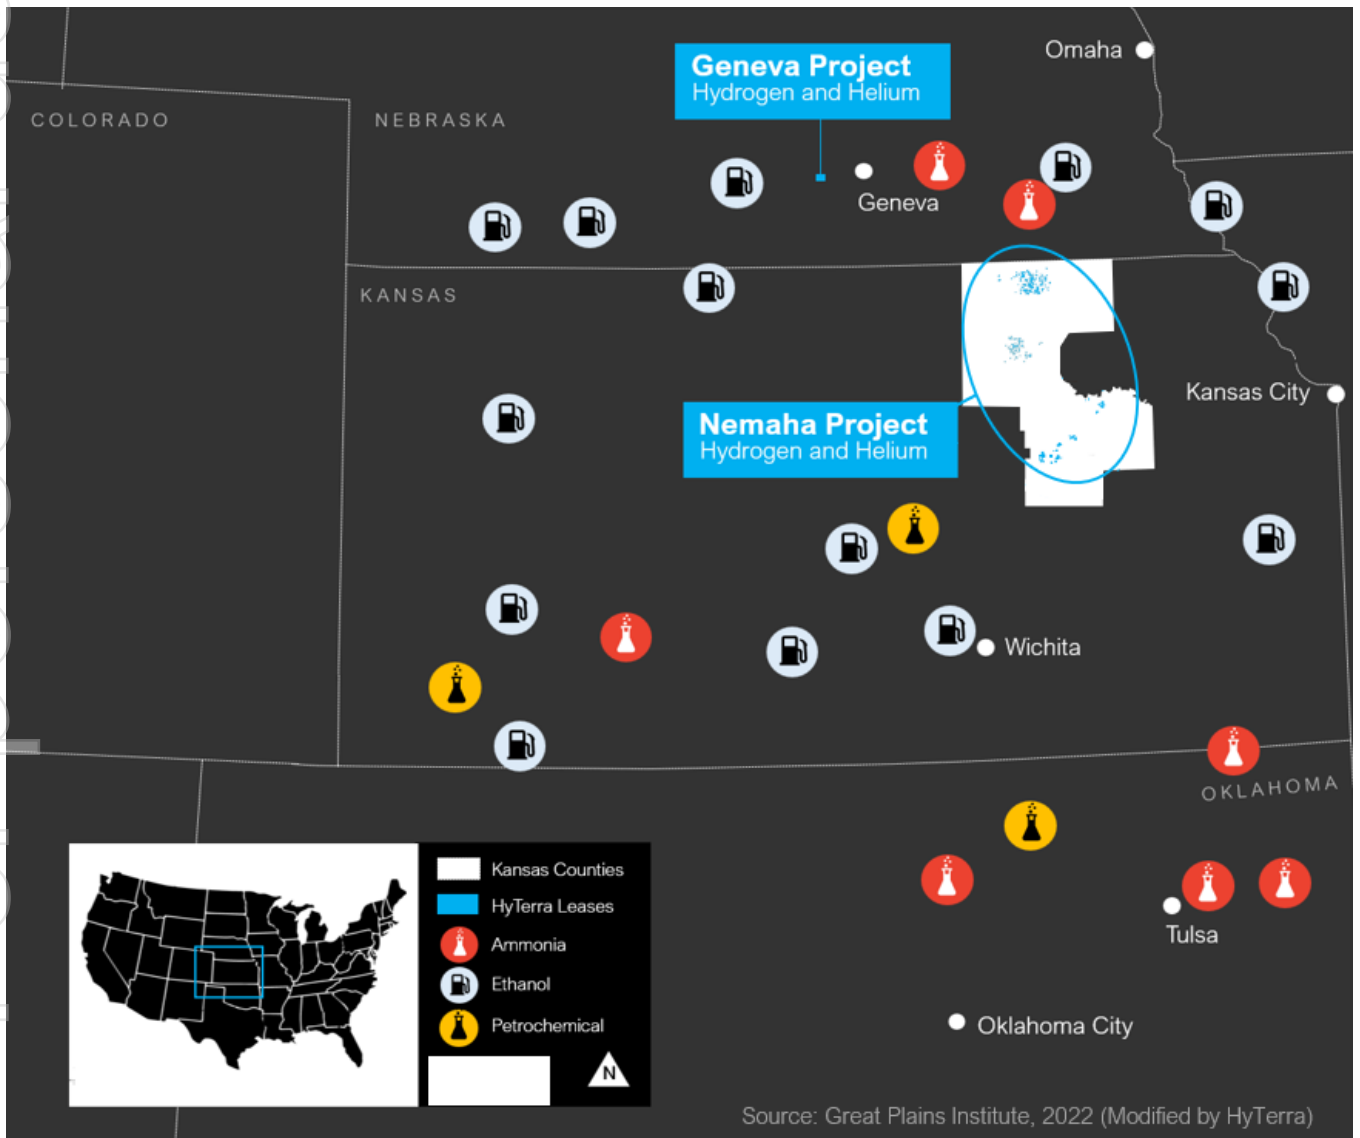 Omaha
Geneva Project
Hydrogen and Helium
COLORADO
NEBRASKA
Geneva
KANSAS
Kansas City
Nemaha Project
Hydrogen and Helium
Wichita
OKLAHOMA
Kansas Counties
HyTerra Leases
Ammonia
Ethanol
Petrochemical
N
Tulsa
Oklahoma City
Source: Great Plains Institute, 2022 (Modified by HyTerra)